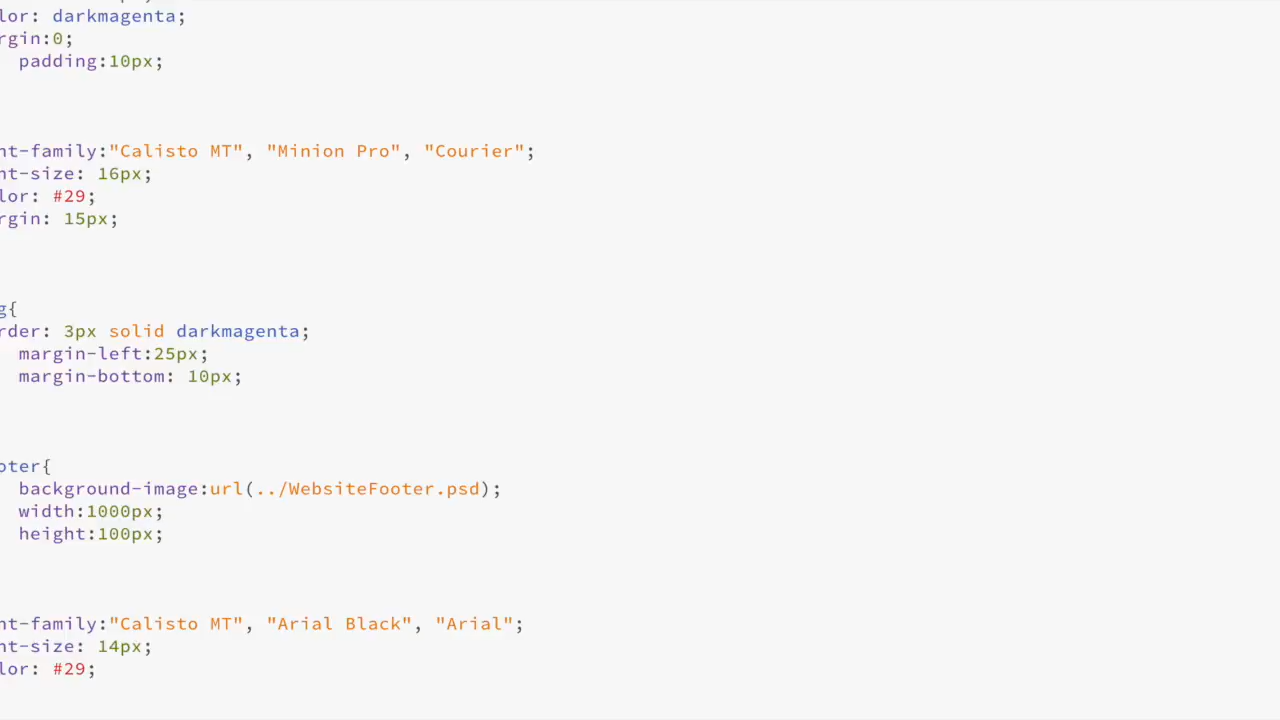 lor: darkmagenta;
rgin:0;
padding:10px;
nt-family:"Calisto MT", "Minion Pro", "Courier";
nt-size: 16px;
lor: #29;
rgin: 15px;
g{
rder: 3px solid darkmagenta;
margin-left:25px;
margin-bottom: 10px;
oter{
background-image:url(../WebsiteFooter.psd);
width:1000px;
height:100px;
nt-family:"Calisto MT", "Arial Black", "Arial";
nt-size: 14px;
lor: #29;